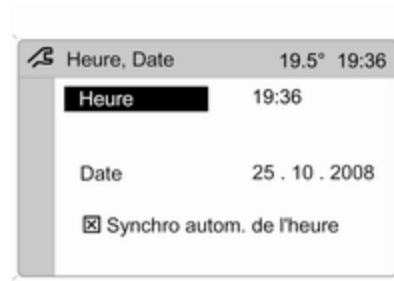 Heure, Date 19.5° 19:36
Heure 19:36
Date 25 . 10 . 2008
☒ Synchro autom. de l'heure